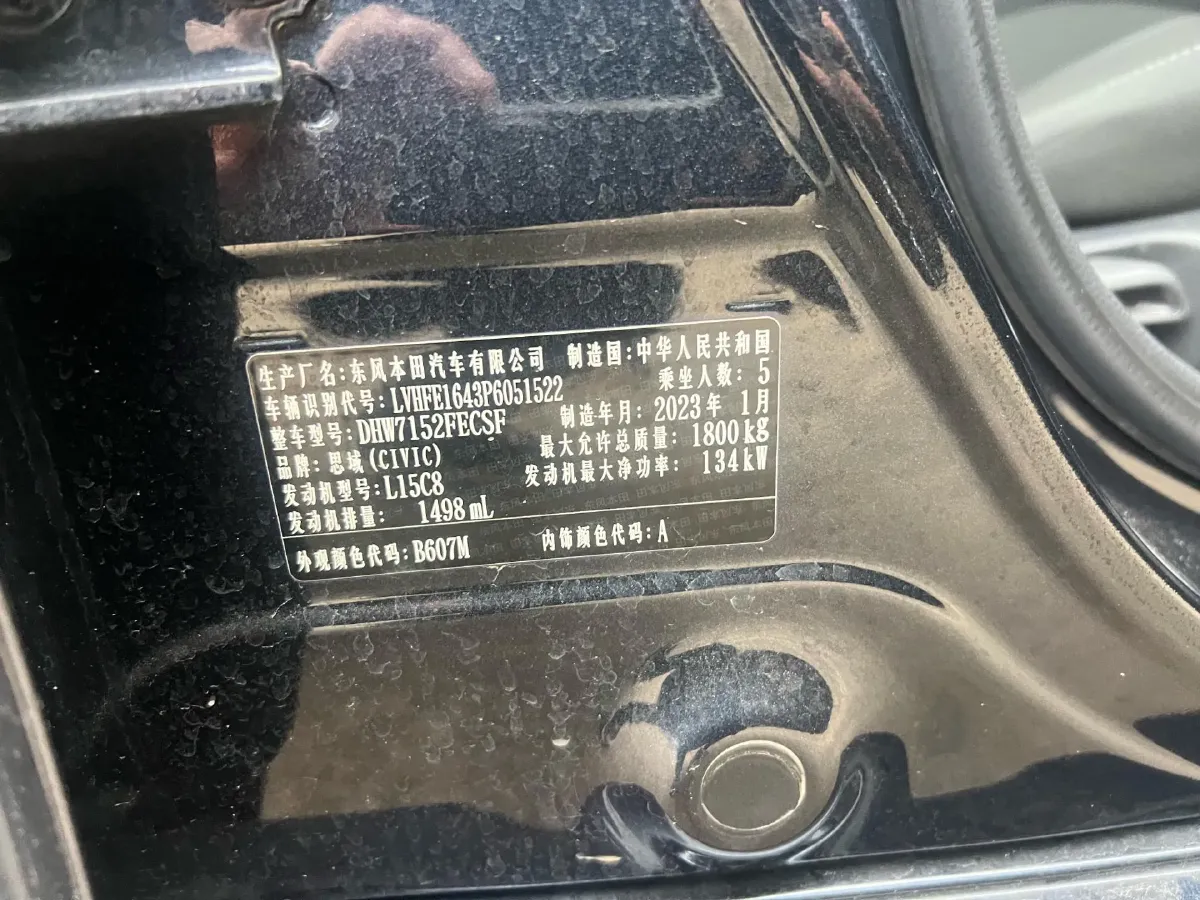 生产厂名:东风本田汽车有限公司 制造国:中华人民共和国
车辆识别代号:LVHFE1643P6051522 乘坐人数: 5
整车型号:DHW7152FECSF 制造年月: 2023年 1月
品牌: 思域(CIVIC) 最大允许总质量: 1800kg
发动机型号:L15C8 发动机最大净功率: 134kW
发动机排量: 1498mL
外观颜色代码:B607M 内饰颜色代码:A